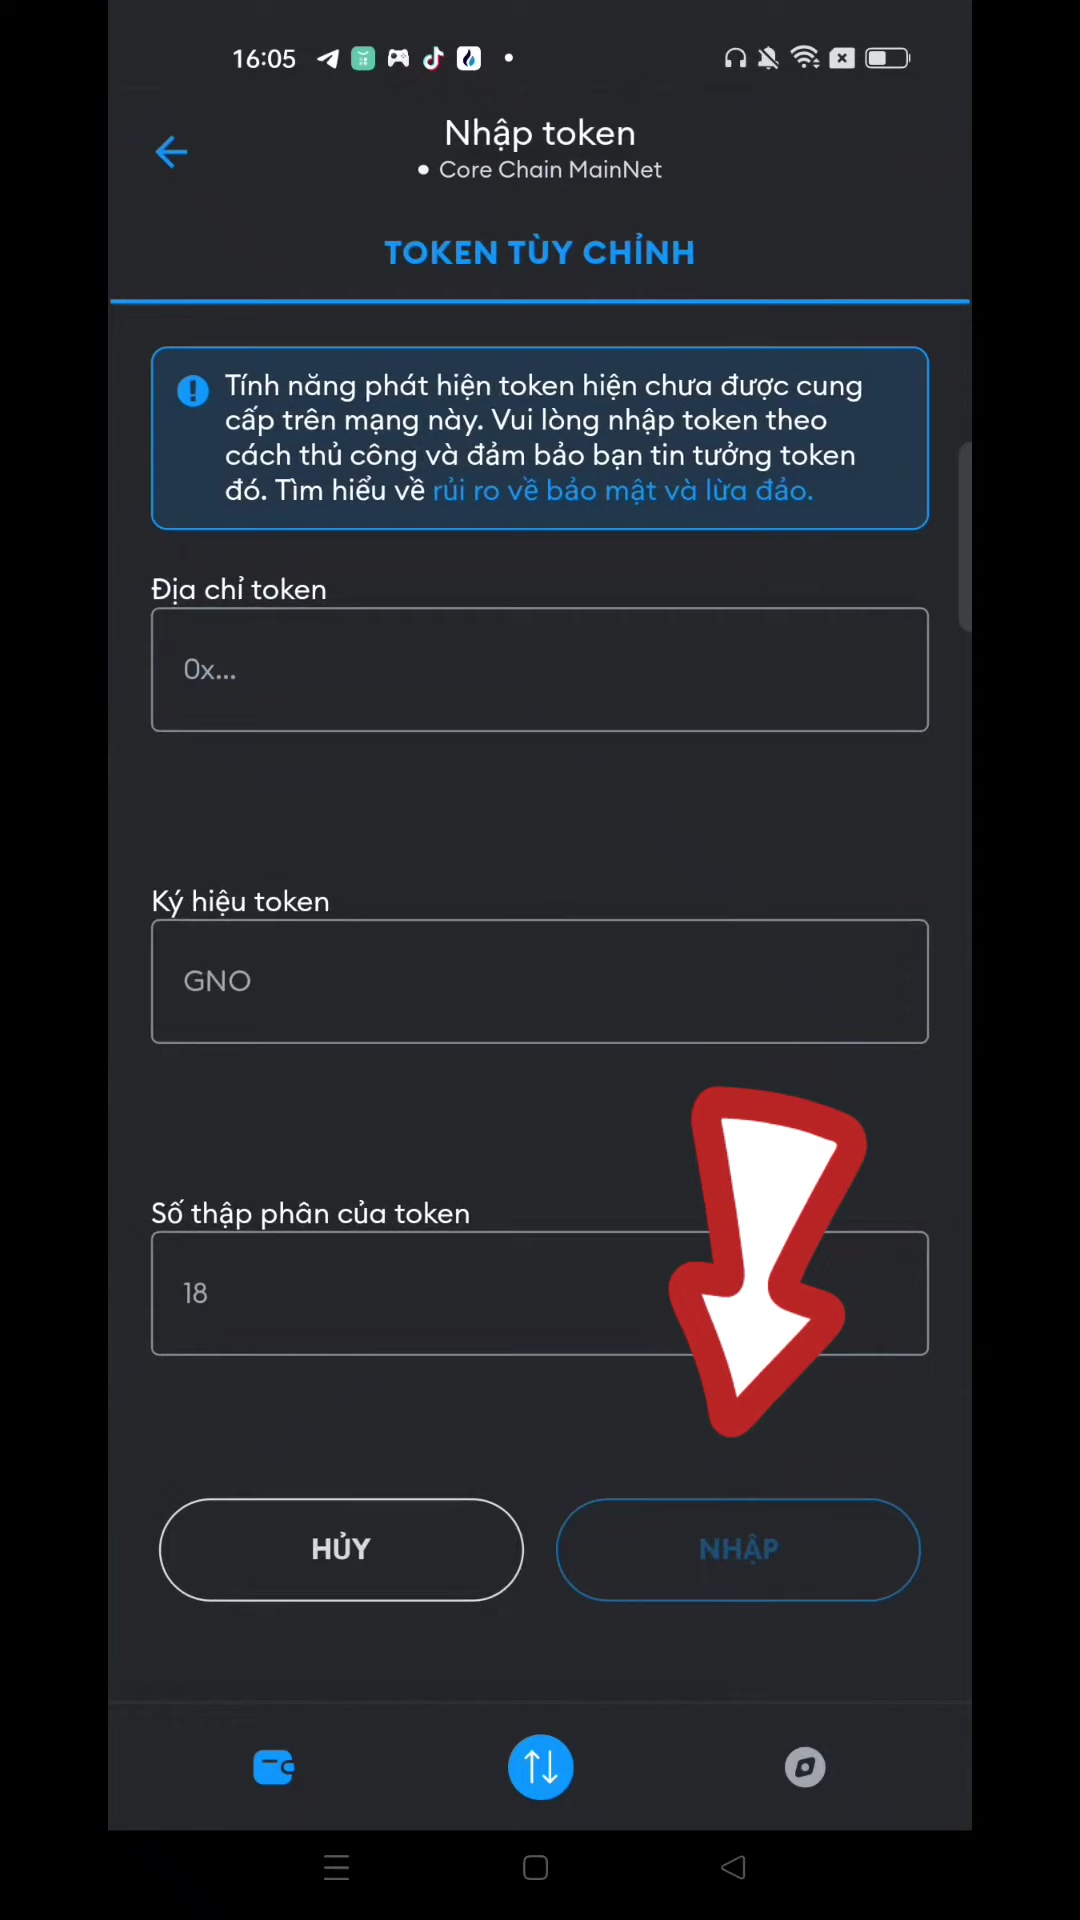 16:05
Nhập token
Core Chain MainNet
TOKEN TÙY CHỈNH
Tính năng phát hiện token hiện chưa được cung
cấp trên mạng này. Vui lòng nhập token theo
cách thủ công và đảm bảo bạn tin tưởng token
đó. Tìm hiểu về rủi ro về bảo mật và lừa đảo.
Địa chỉ token
0x...
Ký hiệu token
GNO
Số thập phân của token
18
HỦY
NHẬP